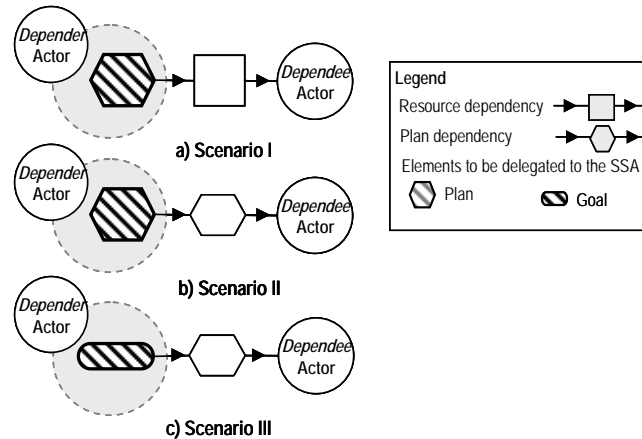 Depender
Actor
Dependee
Actor
a) Scenario I
Depender
Actor
Dependee
Actor
b) Scenario II
Depender
Actor
Dependee
Actor
c) Scenario III
Legend
Resource dependency
Plan dependency
Elements to be delegated to the SSA
Plan
Goal